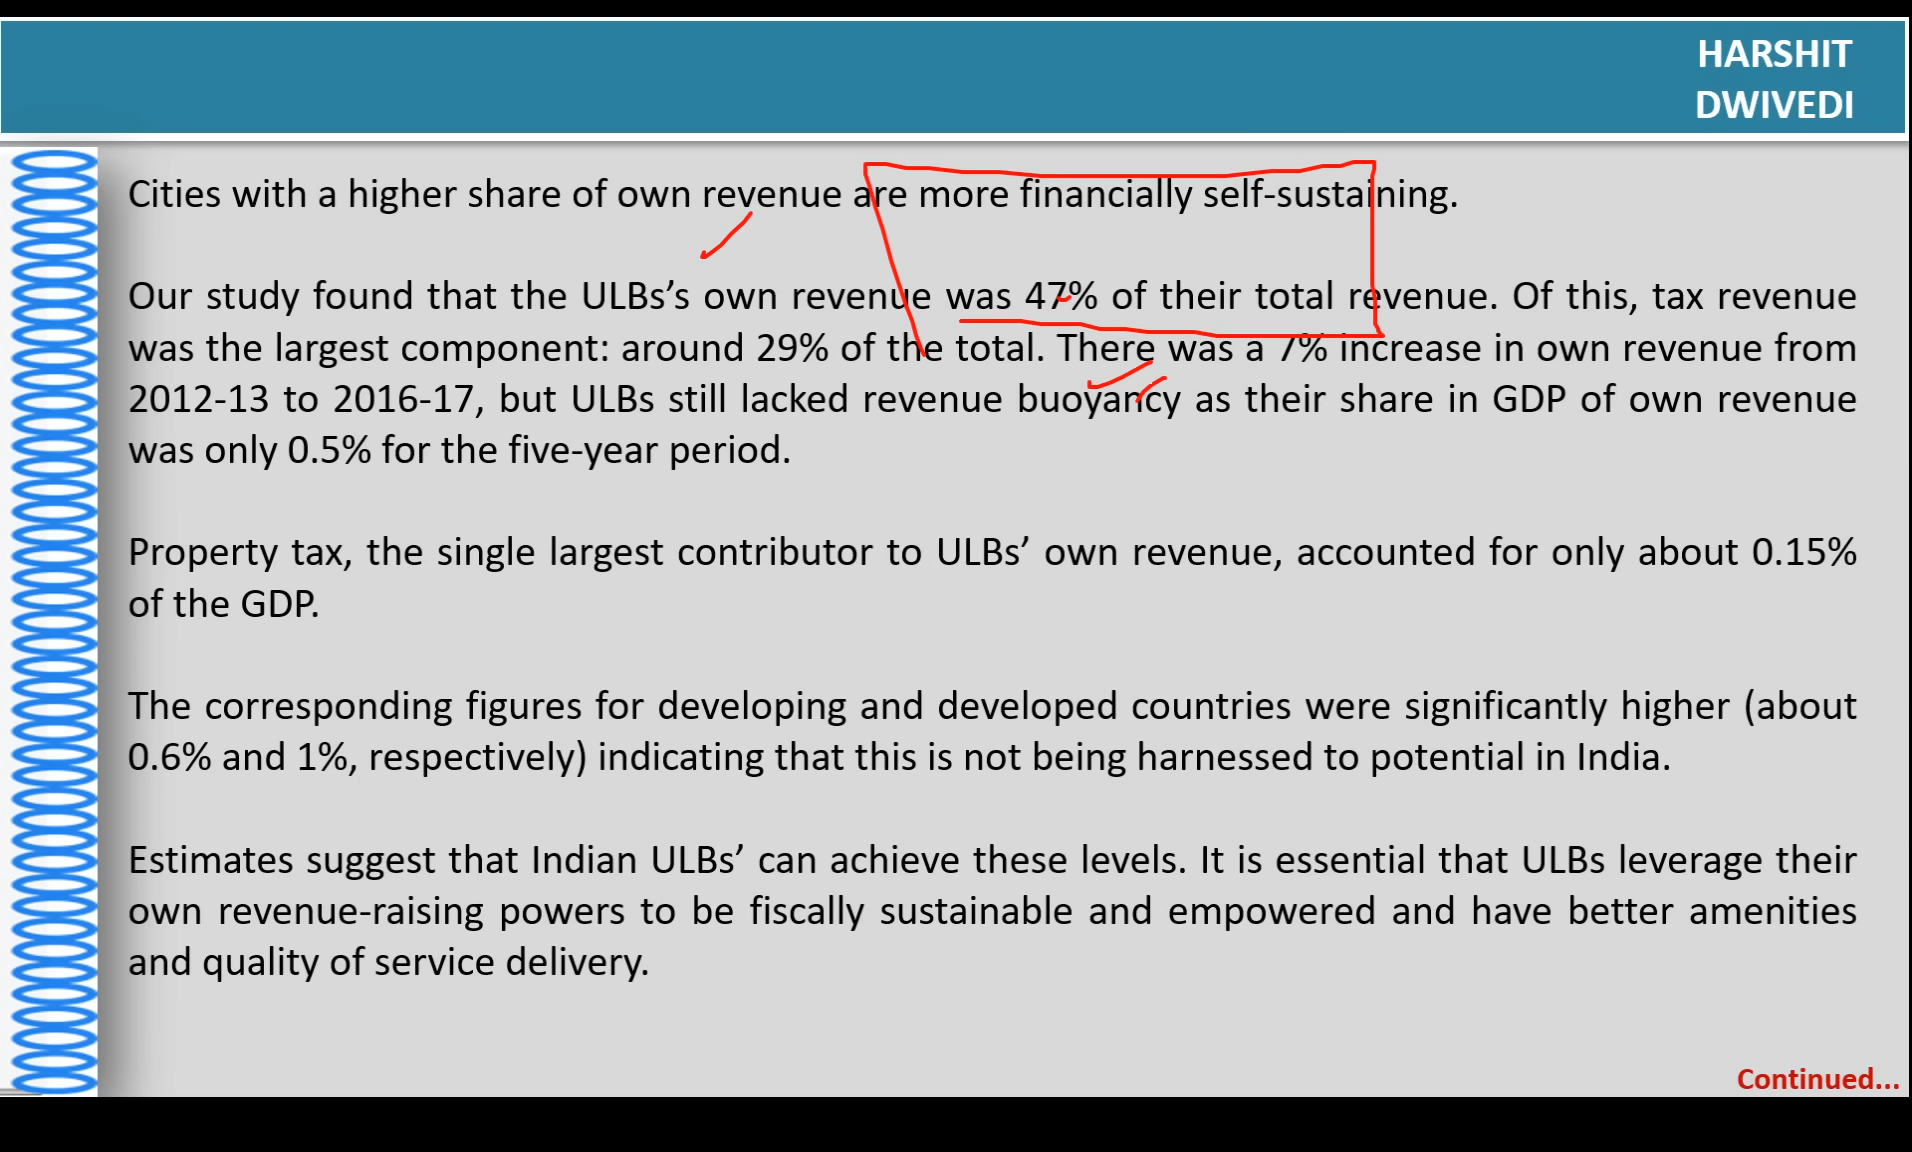 HARSHIT
DWIVEDI
Cities with a higher share of own revenue are more financially self-sustaining.
Our study found that the ULBs’s own revenue was 47% of their total revenue. Of this, tax revenue
was the largest component: around 29% of the total. There was a 7% increase in own revenue from
2012-13 to 2016-17, but ULBs still lacked revenue buoyancy as their share in GDP of own revenue
was only 0.5% for the five-year period.
Property tax, the single largest contributor to ULBs’ own revenue, accounted for only about 0.15%
of the GDP.
The corresponding figures for developing and developed countries were significantly higher (about
0.6% and 1%, respectively) indicating that this is not being harnessed to potential in India.
Estimates suggest that Indian ULBs’ can achieve these levels. It is essential that ULBs leverage their
own revenue-raising powers to be fiscally sustainable and empowered and have better amenities
and quality of service delivery.
Continued...